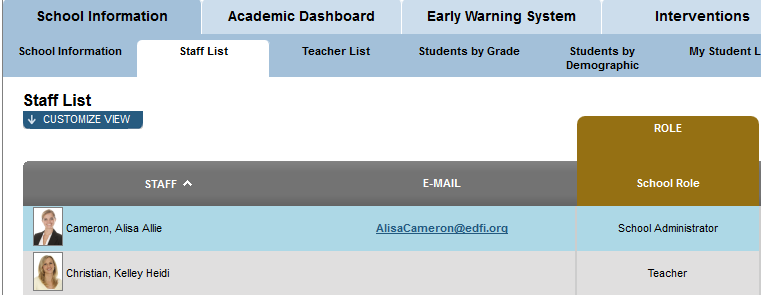 School Information Academic Dashboard Early Warning System Interventions
School Information Staff List Teacher List Students by Grade Students by Demographic My Student L
Staff List
CUSTOMIZE VIEW
ROLE
STAFF E-MAIL School Role
Cameron, Alisa Allie AlisaCameron@edfi.org School Administrator
Christian, Kelley Heidi Teacher